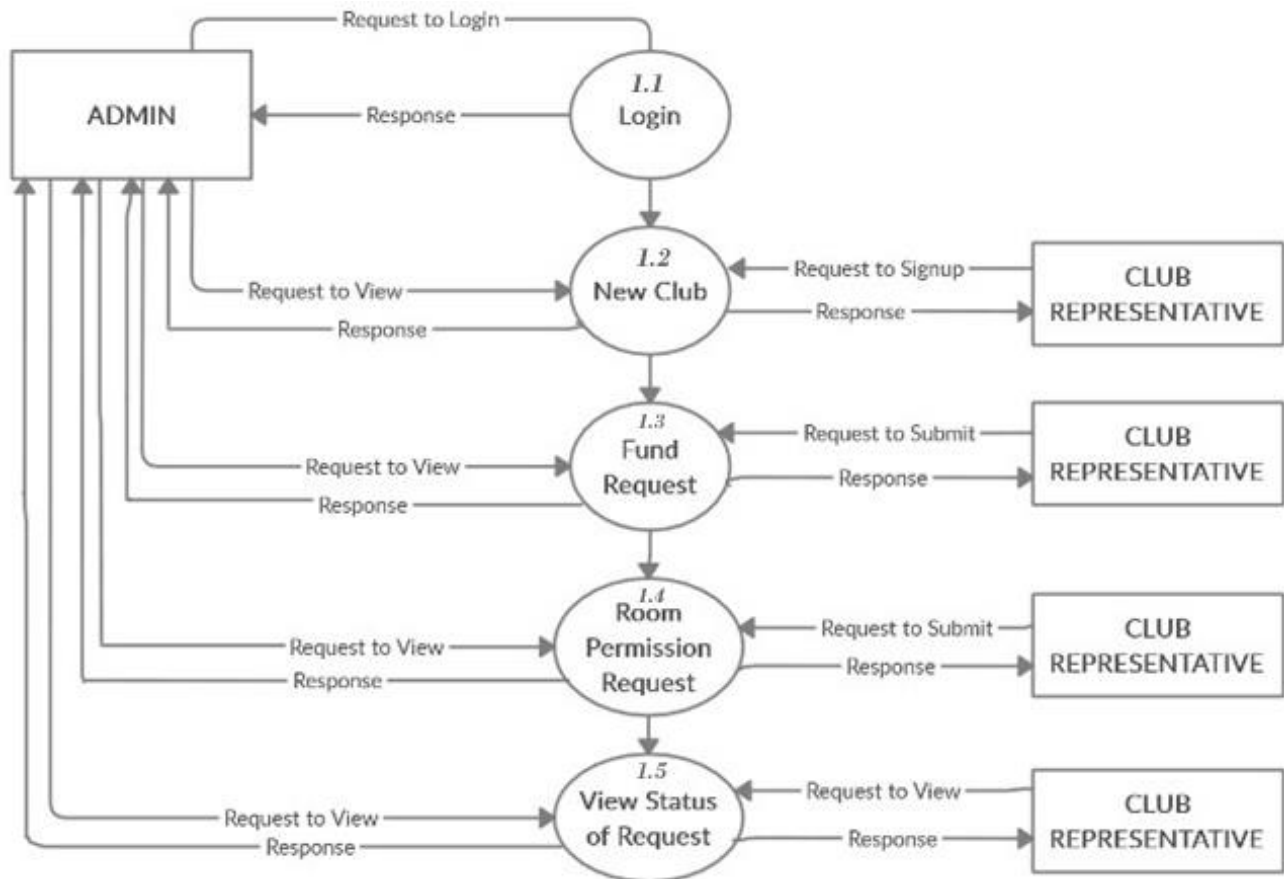 Request to Login
1.1
Login
ADMIN
Response
1.2
New Club
Request to View
Response
Request to Signup
Response
CLUB
REPRESENTATIVE
1.3
Fund
Request
Request to View
Response
Request to Submit
Response
CLUB
REPRESENTATIVE
1.4
Room
Permission
Request
Request to View
Response
Request to Submit
Response
CLUB
REPRESENTATIVE
1.5
View Status
of Request
Request to View
Response
Request to View
Response
CLUB
REPRESENTATIVE